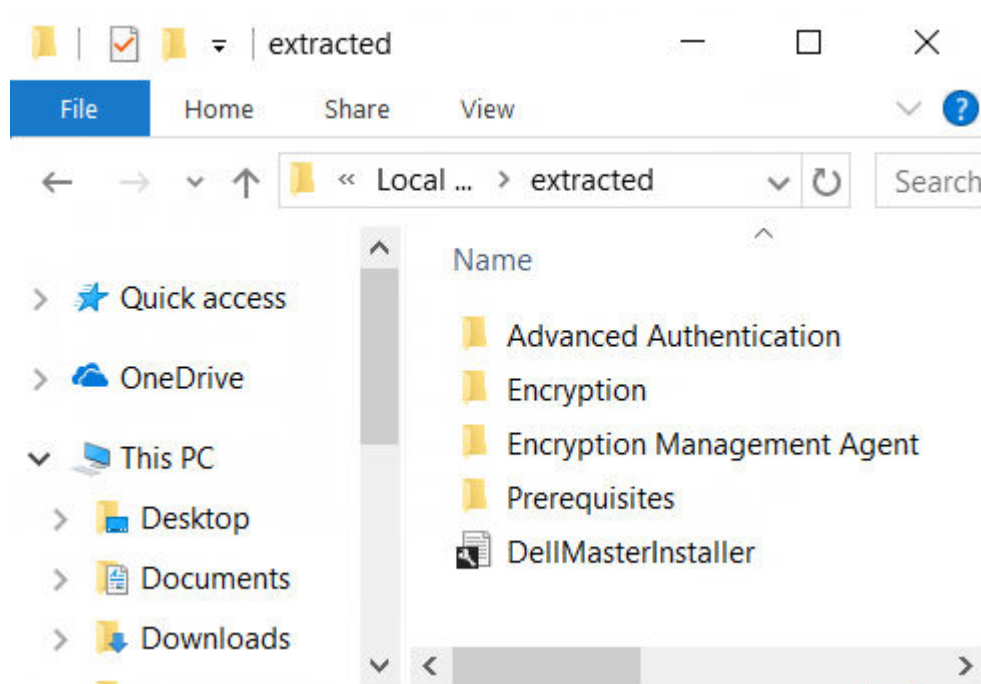 extracted
File Home Share View
« Local ... > extracted
Search
Name
Quick access
OneDrive
This PC
Desktop
Documents
Downloads
Advanced Authentication
Encryption
Encryption Management Agent
Prerequisites
DellMasterInstaller